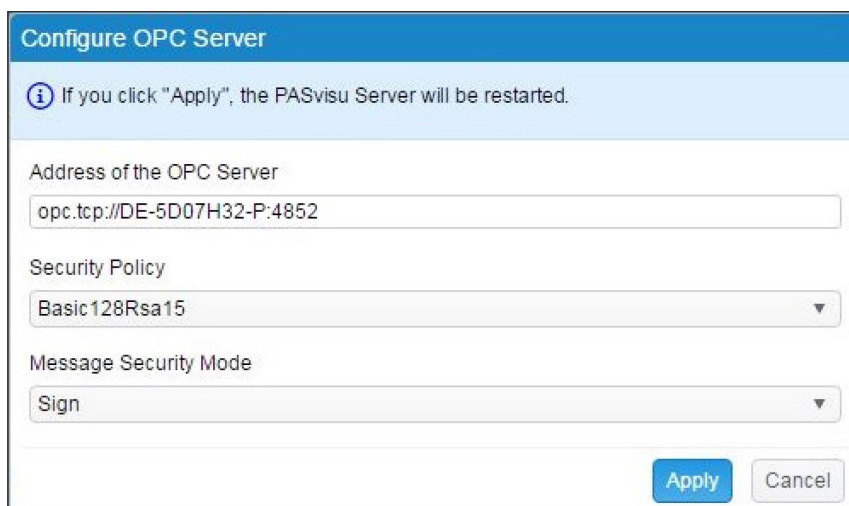 Configure OPC Server
If you click "Apply", the PASvisu Server will be restarted.
Address of the OPC Server
opc.tcp://DE-5D07H32-P:4852
Security Policy
Basic128Rsa15
Message Security Mode
Sign
Apply Cancel